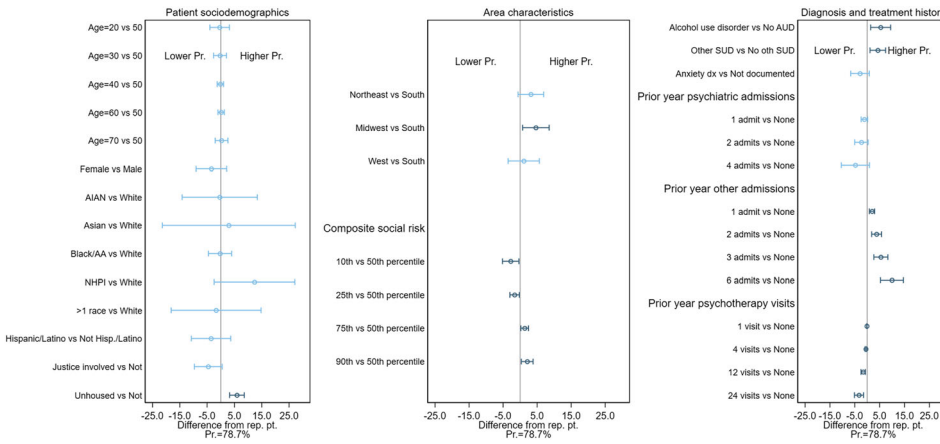 Patient sociodemographics
Age=20 vs 50
Age=30 vs 50
Lower Pr.
Higher Pr.
Age=40 vs 50
Age=60 vs 50
Age=70 vs 50
Female vs Male
AIAN vs White
Asian vs White
Black/AA vs White
NHPI vs White
>1 race vs White
Hispanic/Latino vs Not Hisp./Latino
Justice involved vs Not
Unhoused vs Not
-25.0 -15.0 -5.0 5.0 15.0 25.0
Difference from rep. pt.
Pr.=78.7%
Area characteristics
Lower Pr.
Higher Pr.
Northeast vs South
Midwest vs South
West vs South
Composite social risk
10th vs 50th percentile
25th vs 50th percentile
75th vs 50th percentile
90th vs 50th percentile
-25.0 -15.0 -5.0 5.0 15.0 25.0
Difference from rep. pt.
Pr.=78.7%
Diagnosis and treatment histor
Alcohol use disorder vs No AUD
Other SUD vs No oth SUD
Lower Pr.
Higher Pr.
Anxiety dx vs Not documented
Prior year psychiatric admissions
1 admit vs None
2 admits vs None
4 admits vs None
Prior year other admissions
1 admit vs None
2 admits vs None
3 admits vs None
6 admits vs None
Prior year psychotherapy visits
1 visit vs None
4 visits vs None
12 visits vs None
24 visits vs None
-25.0 -15.0 -5.0 5.0 15.0 25.0
Difference from rep. pt.
Pr.=78.7%